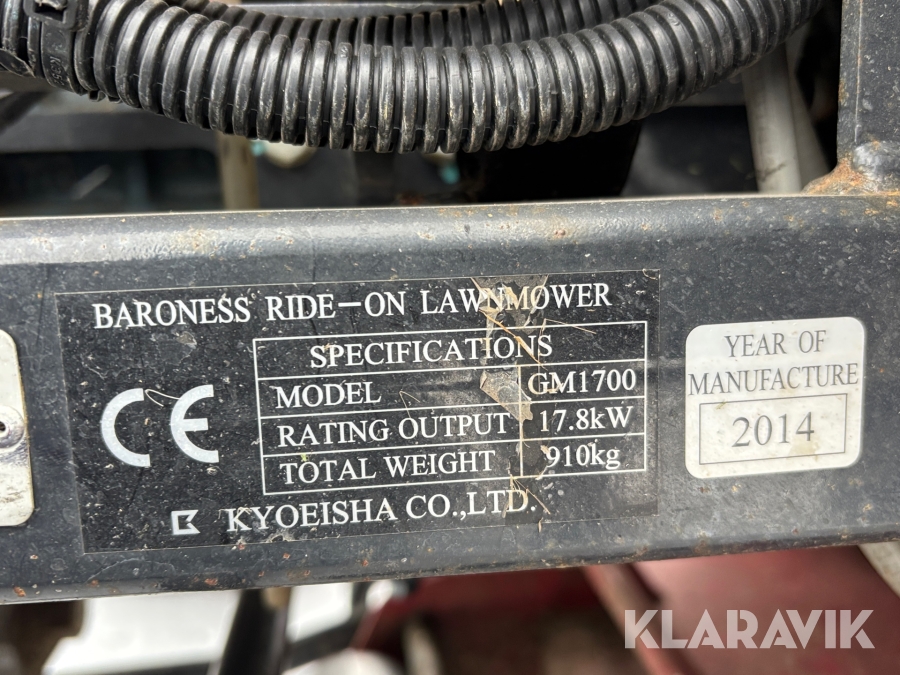 BARONESS RIDE-ON LAWNMOWER
SPECIFICATIONS
MODEL GM1700
RATING OUTPUT 17.8kW
TOTAL WEIGHT 910kg
CE
KYOEISHA CO.,LTD.
YEAR OF
MANUFACTURE
2014
KLARAVIK